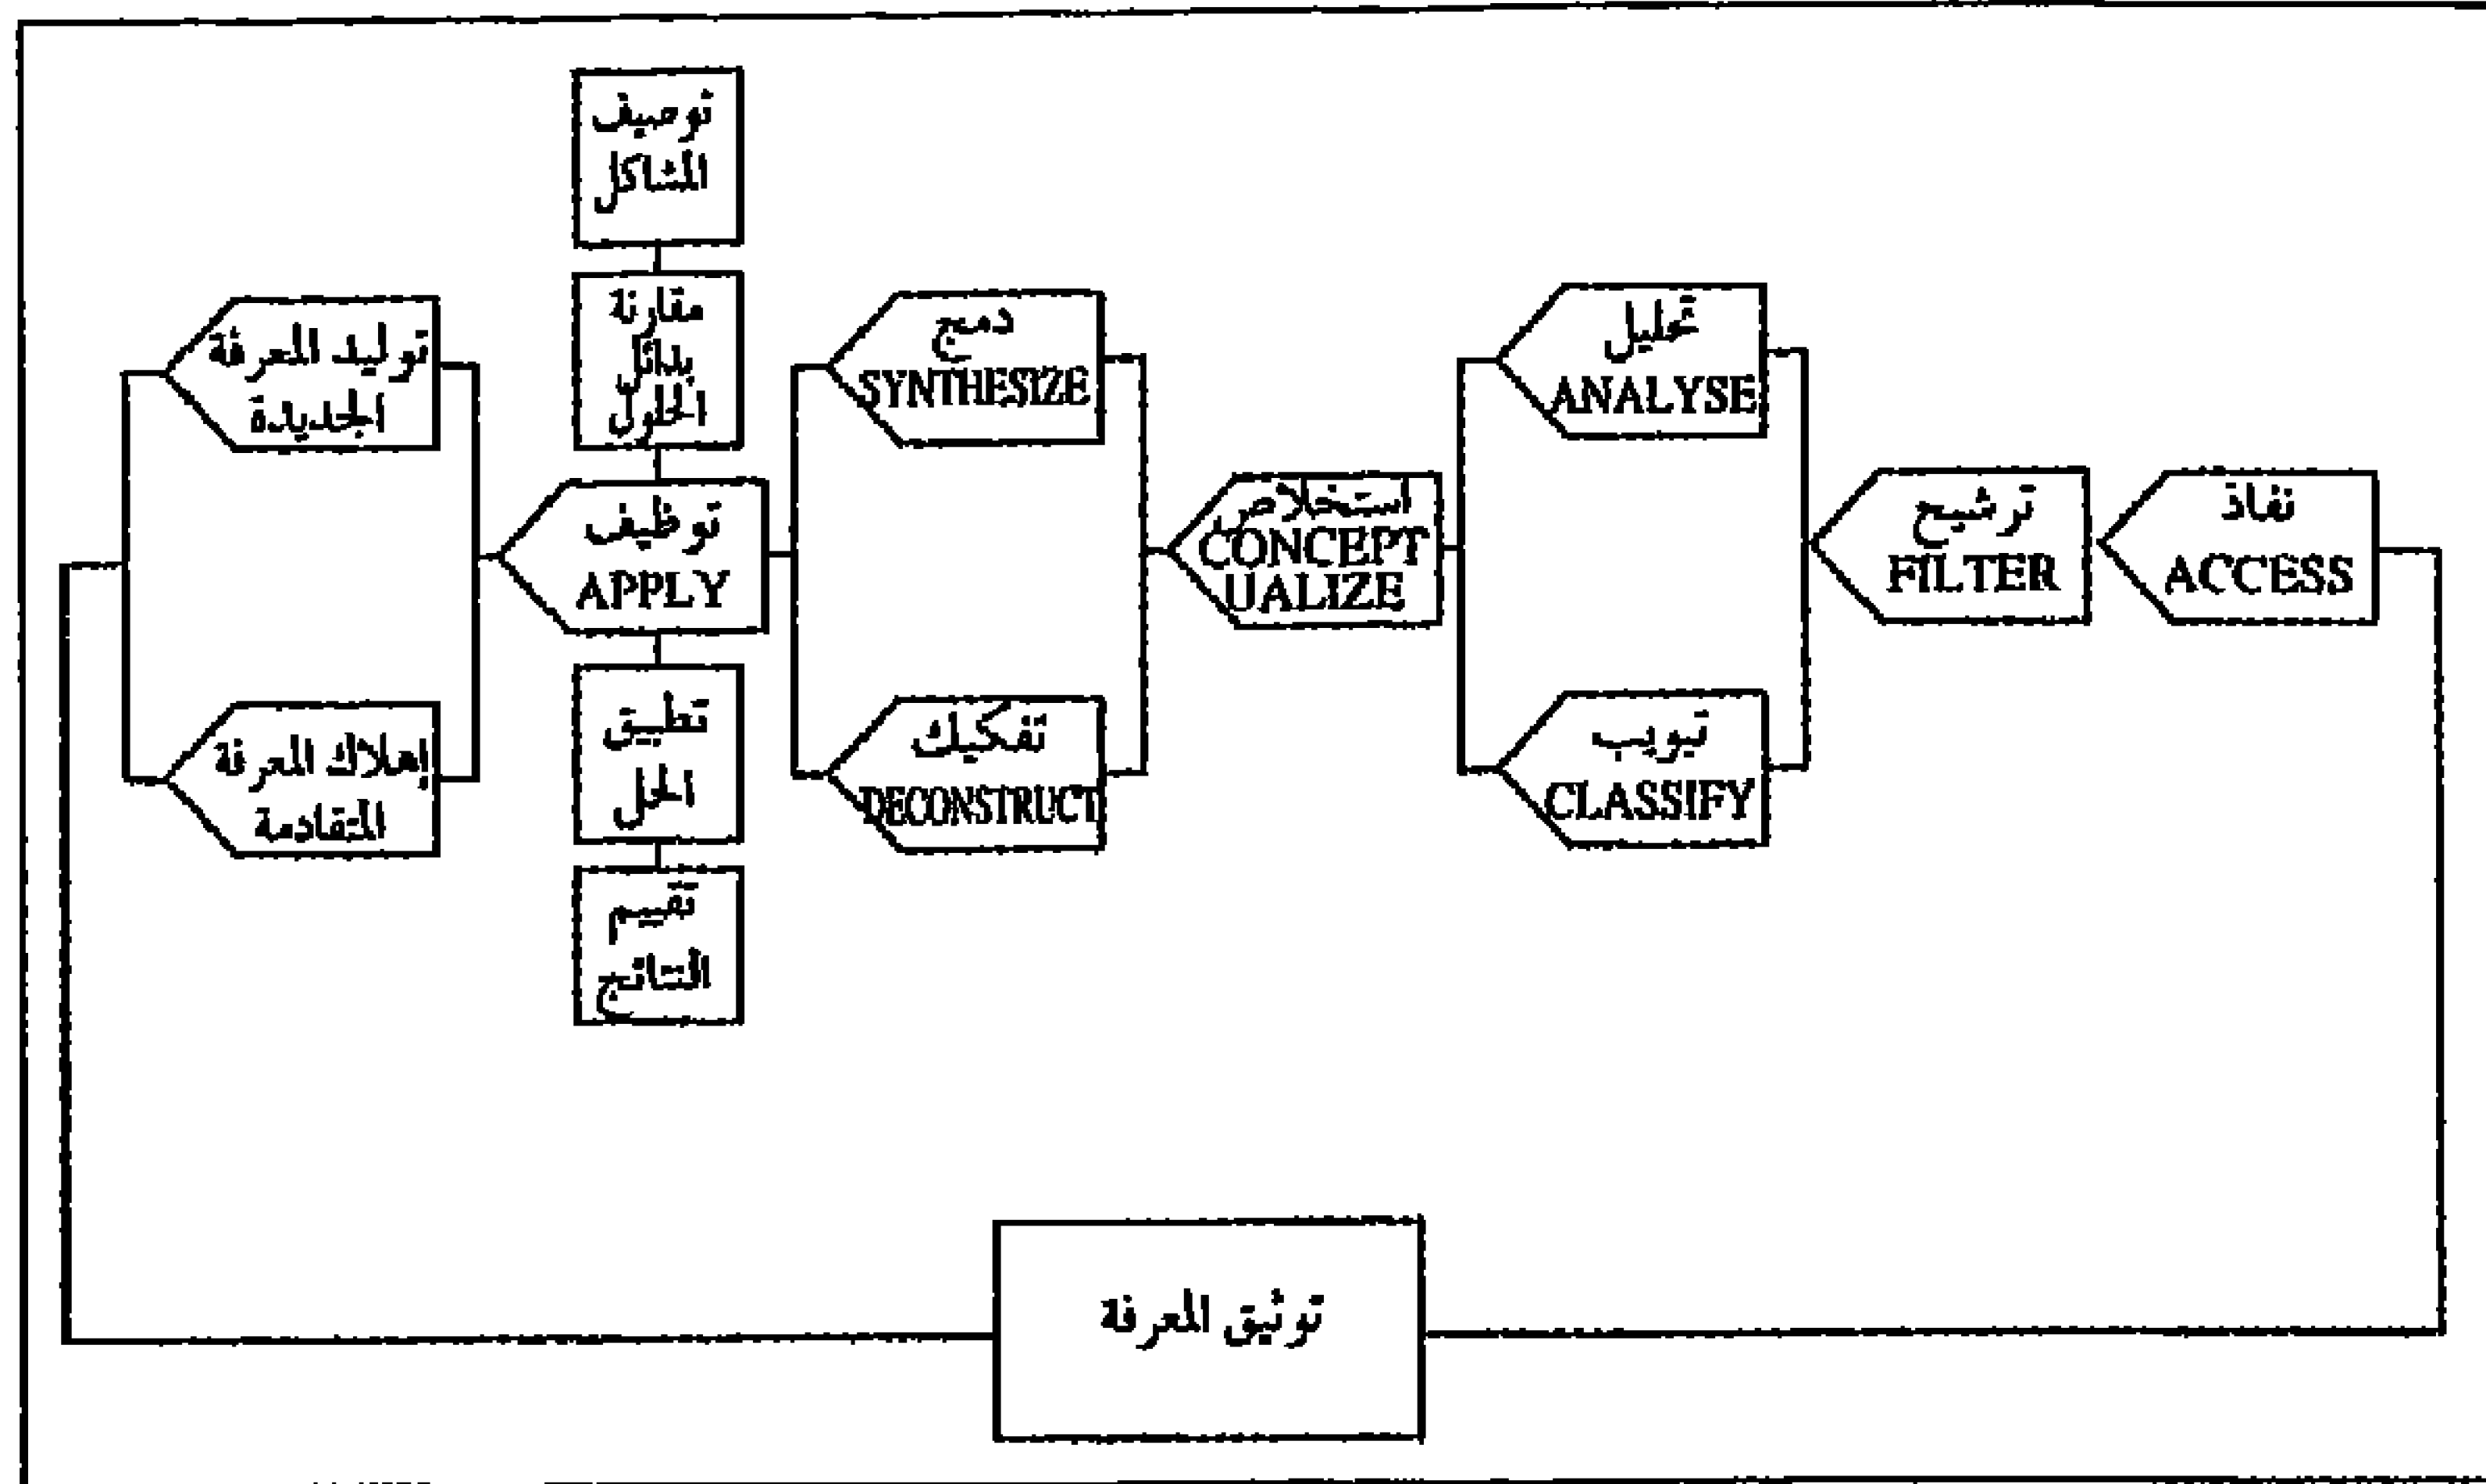 نفاذ
ACCESS
ترشيح
FILTER
تحليل
ANALYSE
تبويب
CLASSIFY
استخلاص
CONCEPT
UALIZE
دمج
SYNTHESIZE
تفكيك
DECONSTRUCT
توصيف
المشاكل
مقارنة
بدائل
الحلول
توظيف
APPLY
تطبيق
الحل
تقييم
النتائج
توليد المعرفة
الجديدة
إهلاك المعرفة
المتقادمة
توثيق المعرفة